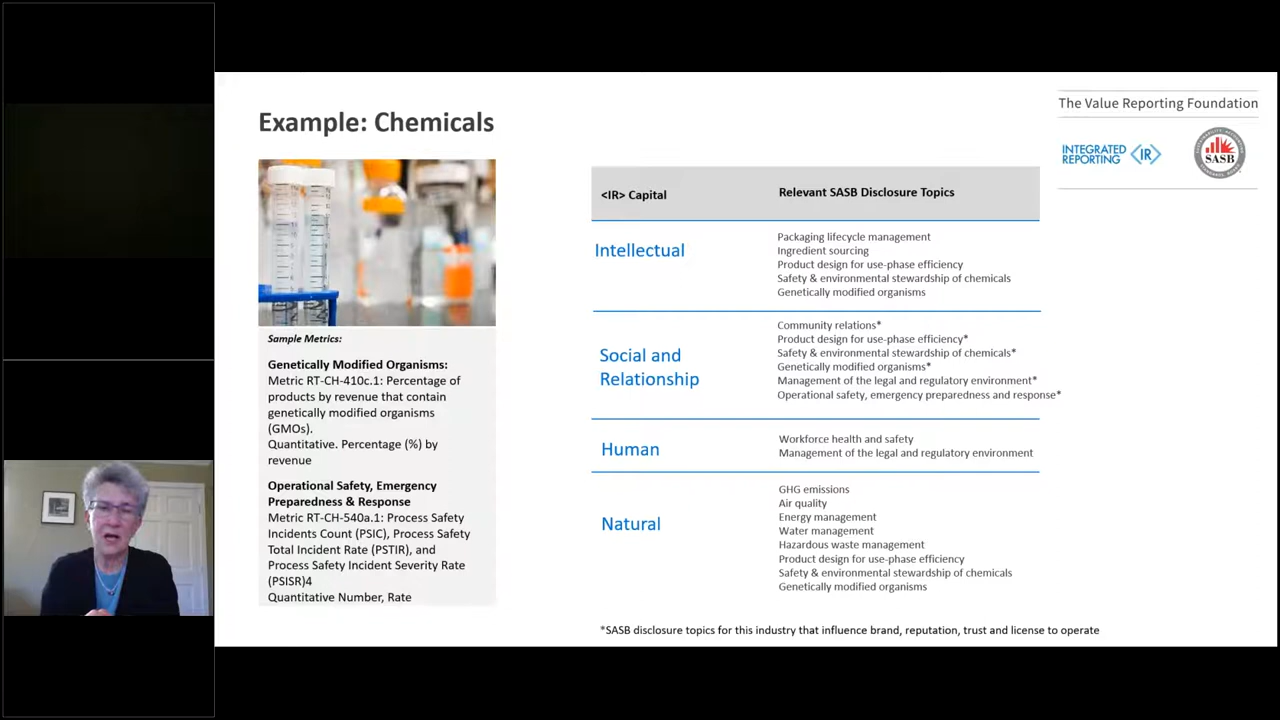 Example: Chemicals
The Value Reporting Foundation
INTEGRATED
REPORTING
<IR>
SASB
Sample Metrics:
Genetically Modified Organisms:
Metric RT-CH-410c.1: Percentage of
products by revenue that contain
genetically modified organisms
(GMOs).
Quantitative. Percentage (%) by
revenue
Operational Safety, Emergency
Preparedness & Response
Metric RT-CH-540a.1: Process Safety
Incidents Count (PSIC), Process Safety
Total Incident Rate (PSTIR), and
Process Safety Incident Severity Rate
(PSISR)4
Quantitative Number, Rate
<IR> Capital
Relevant SASB Disclosure Topics
Intellectual
Packaging lifecycle management
Ingredient sourcing
Product design for use-phase efficiency
Safety & environmental stewardship of chemicals
Genetically modified organisms
Social and
Relationship
Community relations*
Product design for use-phase efficiency*
Safety & environmental stewardship of chemicals*
Genetically modified organisms*
Management of the legal and regulatory environment*
Operational safety, emergency preparedness and response*
Human
Workforce health and safety
Management of the legal and regulatory environment
Natural
GHG emissions
Air quality
Energy management
Water management
Hazardous waste management
Product design for use-phase efficiency
Safety & environmental stewardship of chemicals
Genetically modified organisms
*SASB disclosure topics for this industry that influence brand, reputation, trust and license to operate